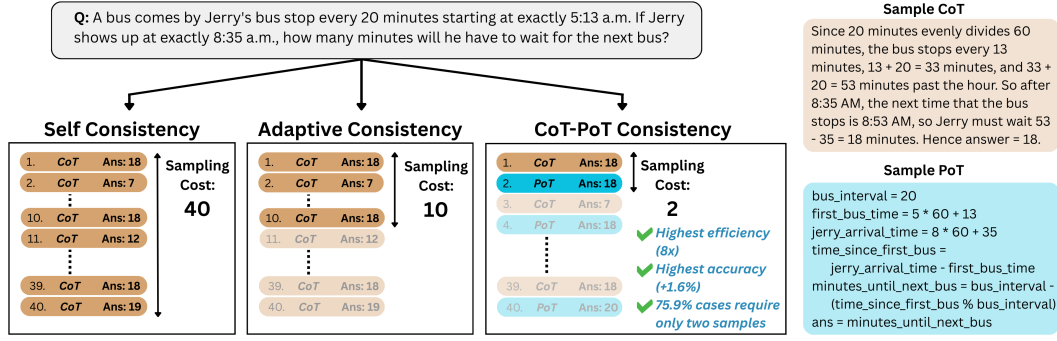 Q: A bus comes by Jerry's bus stop every 20 minutes starting at exactly 5:13 a.m. If Jerry
shows up at exactly 8:35 a.m., how many minutes will he have to wait for the next bus?
Self Consistency
1. CoT Ans: 18
2. CoT Ans: 7
10. CoT Ans: 18
11. CoT Ans: 12
39. CoT Ans: 18
40. CoT Ans: 19
Sampling
Cost:
40
Adaptive Consistency
1. CoT Ans: 18
2. CoT Ans: 7
10. CoT Ans: 18
11. CoT Ans: 12
39. CoT Ans: 18
40. CoT Ans: 19
Sampling
Cost:
10
CoT-PoT Consistency
1. CoT Ans: 18
2. PoT Ans: 18
3. CoT Ans: 7
4. PoT Ans: 18
39. CoT Ans: 18
40. PoT Ans: 20
Sampling
Cost:
2
Highest efficiency
(8x)
Highest accuracy
(+1.6%)
75.9% cases require
only two samples
Sample CoT
Since 20 minutes evenly divides 60
minutes, the bus stops every 13
minutes, 13 + 20 = 33 minutes, and 33 +
20 = 53 minutes past the hour. So after
8:35 AM, the next time that the bus
stops is 8:53 AM, so Jerry must wait 53
- 35 = 18 minutes. Hence answer = 18.
Sample PoT
bus_interval = 20
first_bus_time = 5 * 60 + 13
jerry_arrival_time = 8 * 60 + 35
time_since_first_bus =
jerry_arrival_time - first_bus_time
minutes_until_next_bus = bus_interval -
(time_since_first_bus % bus_interval)
ans = minutes_until_next_bus